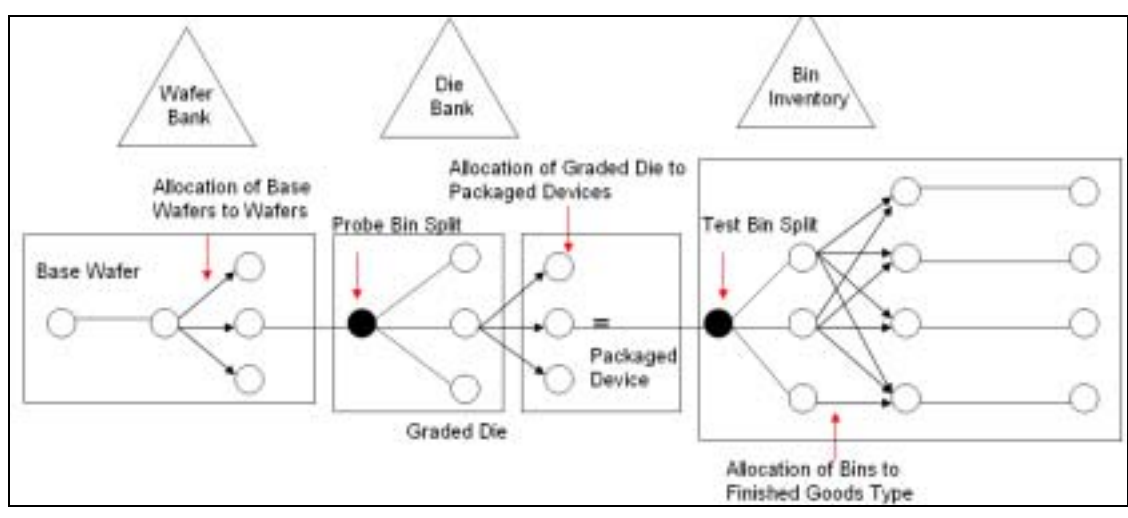 Wafer
Bank
Die
Bank
Bin
Inventory
Allocation of Base
Wafers to Wafers
Allocation of Graded Die to
Packaged Devices
Probe Bin Split
Test Bin Split
Base Wafer
=
Packaged
Device
Graded Die
Allocation of Bins to
Finished Goods Type